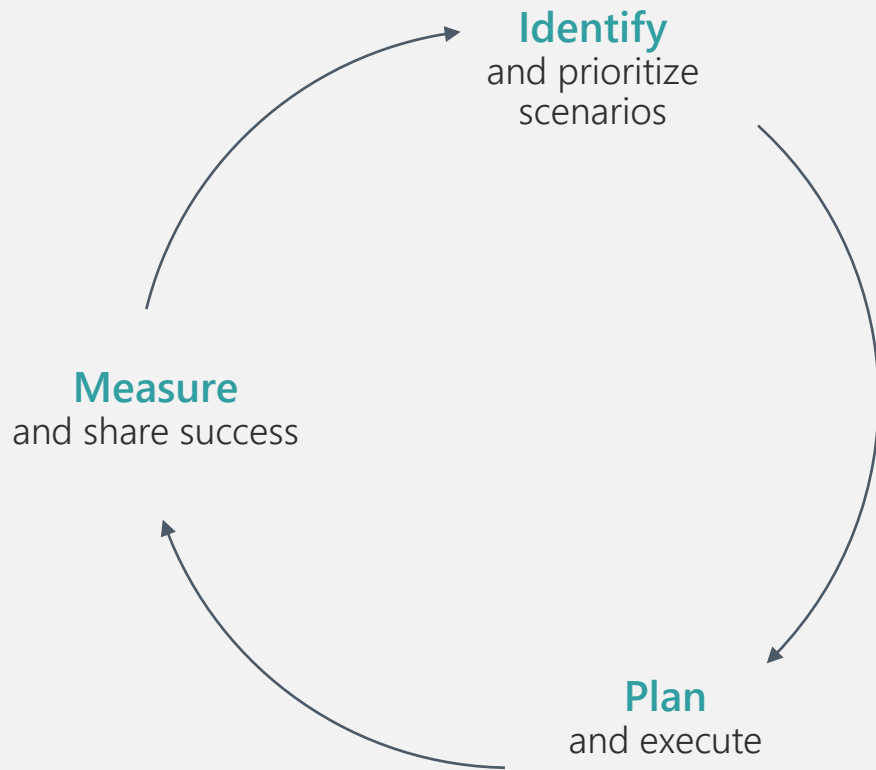 Identify
and prioritize
scenarios
Measure
and share success
Plan
and execute